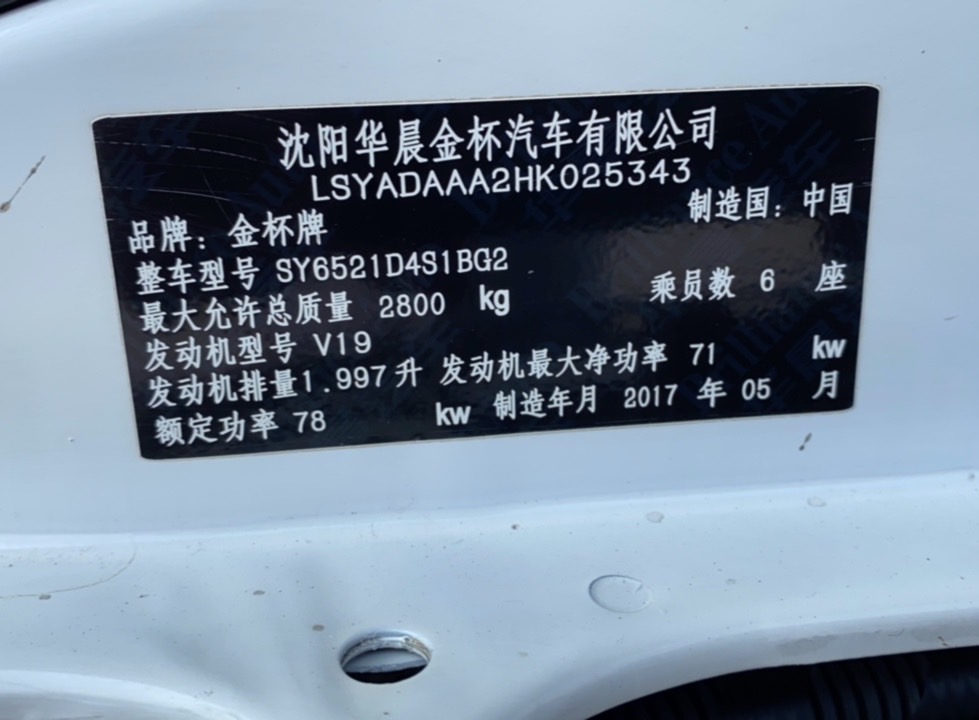 沈阳华晨金杯汽车有限公司
LSYADAAA2HK025343
品牌：金杯牌 制造国：中国
整车型号 SY6521D4S1BG2
最大允许总质量 2800 kg 乘员数 6 座
发动机型号 V19
发动机排量1.997升 发动机最大净功率 71 kw
额定功率 78 kw 制造年月 2017 年 05 月